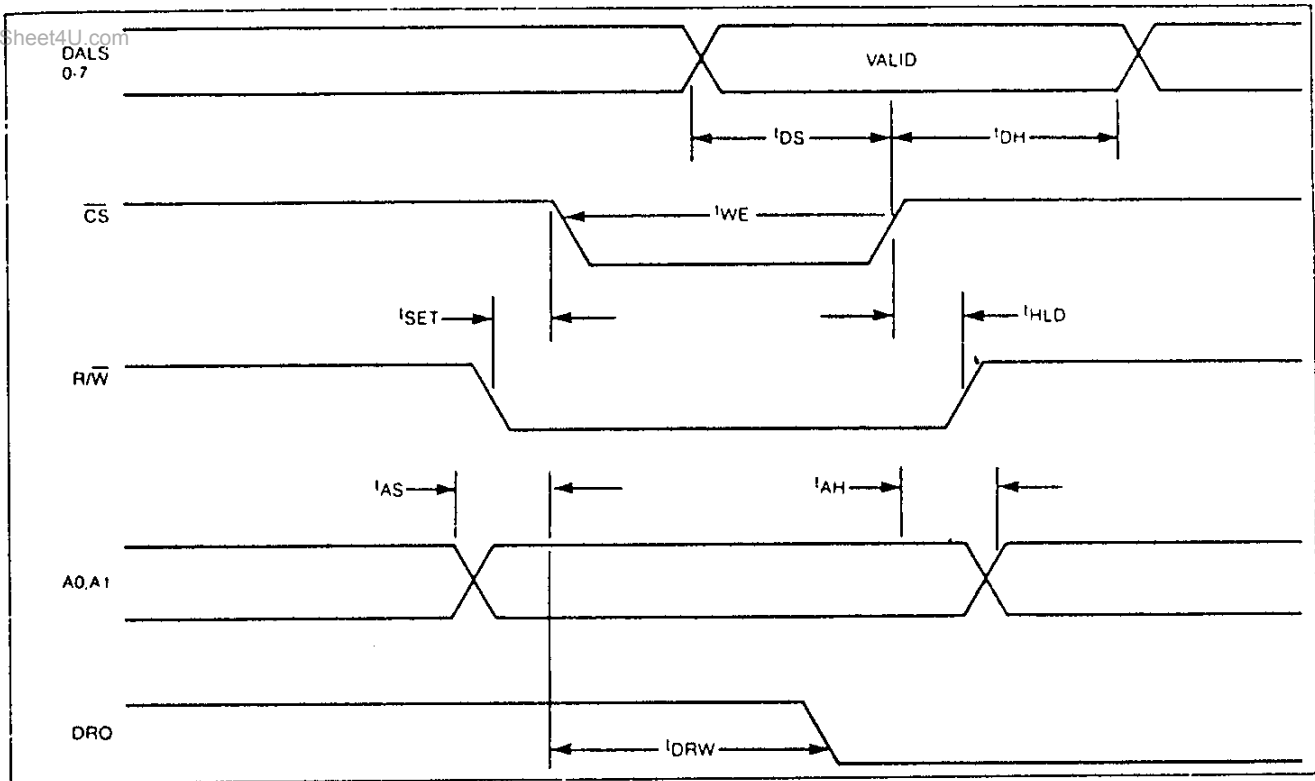 Sheet4U.com
DALS
0-7
VALID
tDS
tDH
CS
tWE
tSET
tHLD
R/W
tAS
tAH
A0,A1
DRQ
tDRW